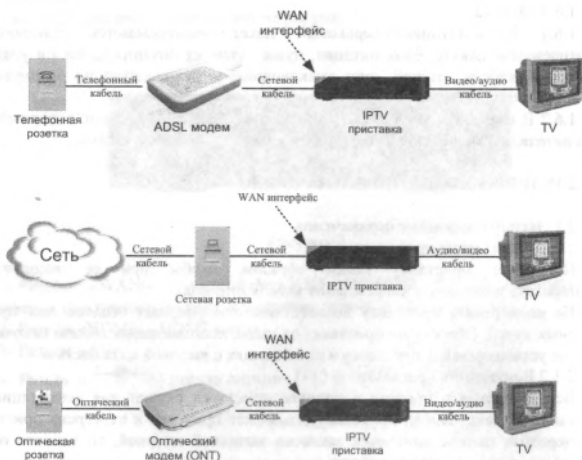 WAN
интерфейс
Телефонный
кабель
Сетевой
кабель
Видео/аудио
кабель
Телефонная
розетка
ADSL модем
IPTV
приставка
TV
WAN интерфейс
Сеть
Сетевой
кабель
Сетевой
кабель
Аудио/видео
кабель
Сетевая розетка
IPTV приставка
TV
WAN
интерфейс
Оптический
кабель
Сетевой
кабель
Видео/аудио
кабель
Оптическая
розетка
Оптический
модем (ONT)
IPTV
приставка
TV